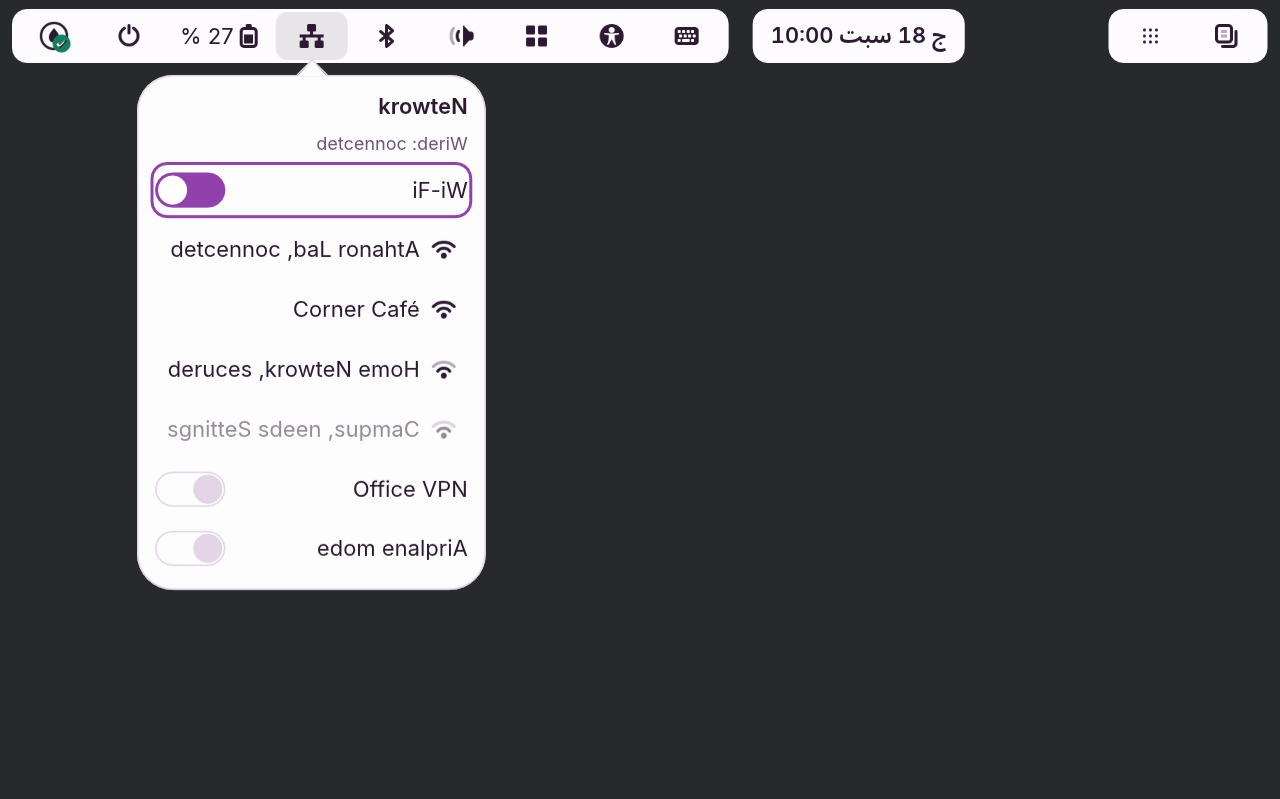 ج 18 سبت 10:00
% 27
krowteN
detcennoc :deriW
iF-iW
detcennoc ,baL ronahtA
Corner Café
deruces ,krowteN emoH
sgnitteS sdeen ,supmaC
Office VPN
edom enalpriA